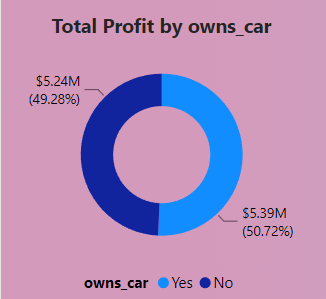 Total Profit by owns_car
$5.24M
(49.28%)
$5.39M
(50.72%)
owns_car Yes No